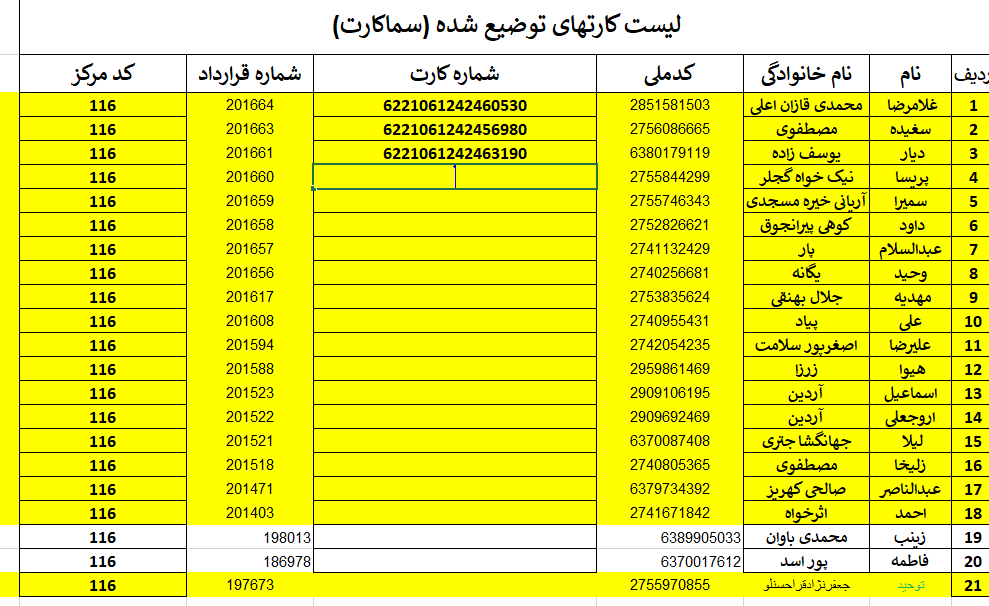 لیست کارتهای توضیع شده (سماکارت)
ردیف نام نام خانوادگی کدملی شماره کارت شماره قرارداد کد مرکز
1 غلامرضا محمدی قازان اعلی 2851581503 6221061242460530 201664 116
2 سغیده مصطفوی 2756086665 6221061242456980 201663 116
3 دیار یوسف زاده 6380179119 6221061242463190 201661 116
4 پریسا نیک خواه گجلر 2755844299 201660 116
5 سمیرا آریانی خیره مسجدی 2755746343 201659 116
6 داود کوهی پیرانجوق 2752826621 201658 116
7 عبدالسلام پار 2741132429 201657 116
8 وحید یگانه 2740256681 201656 116
9 مهدیه جلال بهنقی 2753835624 201617 116
10 علی پیاد 2740955431 201608 116
11 علیرضا اصغرپور سلامت 2742054235 201594 116
12 هیوا زرزا 2959861469 201588 116
13 اسماعیل آردین 2909106195 201523 116
14 اروجعلی آردین 2909692469 201522 116
15 لیلا جهانگشا جتری 6370087408 201521 116
16 زلیخا مصطفوی 2740805365 201518 116
17 عبدالناصر صالحی کهریز 6379734392 201471 116
18 احمد اثرخواه 2741671842 201403 116
19 زینب محمدی باوان 6389905033 198013 116
20 فاطمه پور اسد 6370017612 186978 116
21 توحید جعفرنژادقراحسنلو 2755970855 197673 116